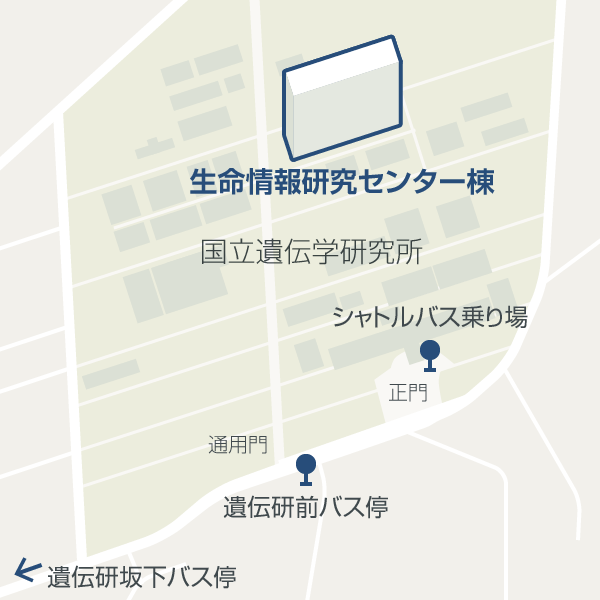 生命情報研究センター棟
国立遺伝学研究所
シャトルバス乗り場
正門
通用門
遺伝研前バス停
遺伝研坂下バス停